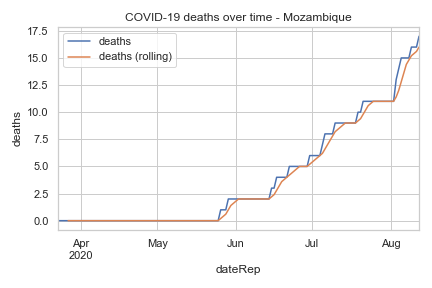 COVID-19 deaths over time - Mozambique
17.5
15.0
12.5
10.0
7.5
5.0
2.5
0.0
deaths
deaths
deaths (rolling)
Apr
2020
May
Jun
Jul
Aug
dateRep